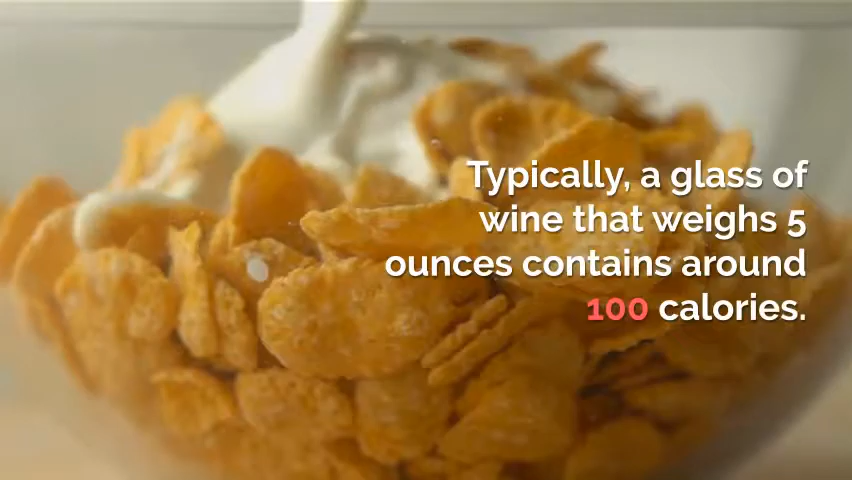 Typically, a glass of
wine that weighs 5
ounces contains around
100 calories.